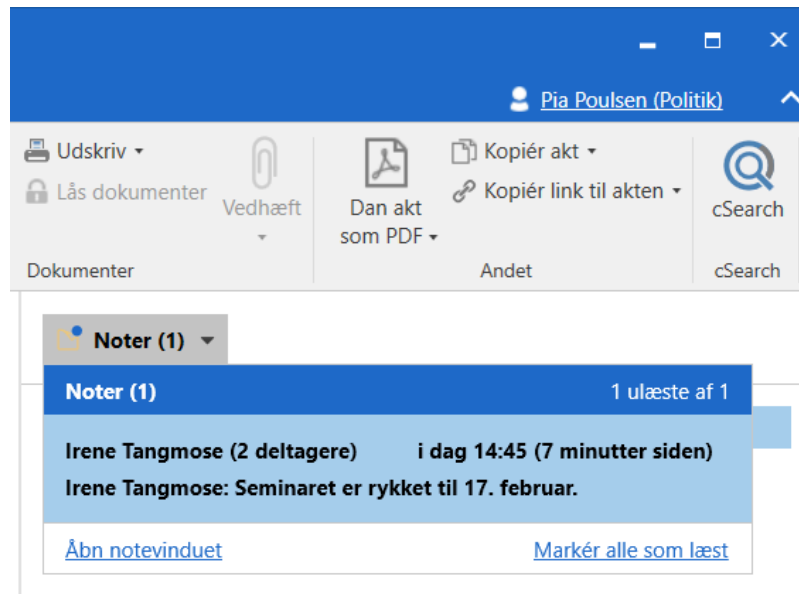 Pia Poulsen (Politik)
Udskriv
Lås dokumenter
Vedhæft
Dan akt
som PDF
Kopiér akt
Kopiér link til akten
cSearch
Dokumenter
Andet
cSearch
Noter (1)
Noter (1) 1 ulæste af 1
Irene Tangmose (2 deltagere) i dag 14:45 (7 minutter siden)
Irene Tangmose: Seminaret er rykket til 17. februar.
Åbn notevinduet Markér alle som læst